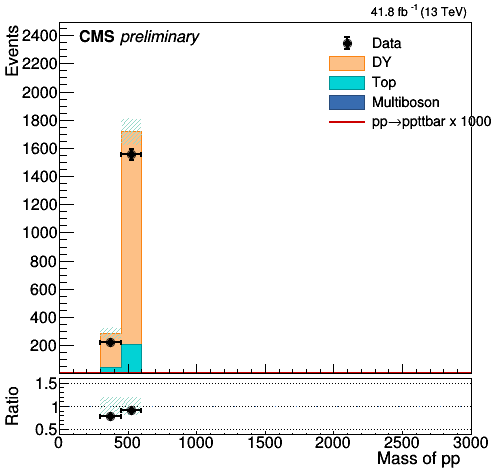 41.8 fb⁻¹ (13 TeV)
CMS preliminary
Data
DY
Top
Multiboson
pp→ppttbar x 1000
Events
2400
2200
2000
1800
1600
1400
1200
1000
800
600
400
200
Ratio
1.5
1
0.5
0 500 1000 1500 2000 2500 3000
Mass of pp